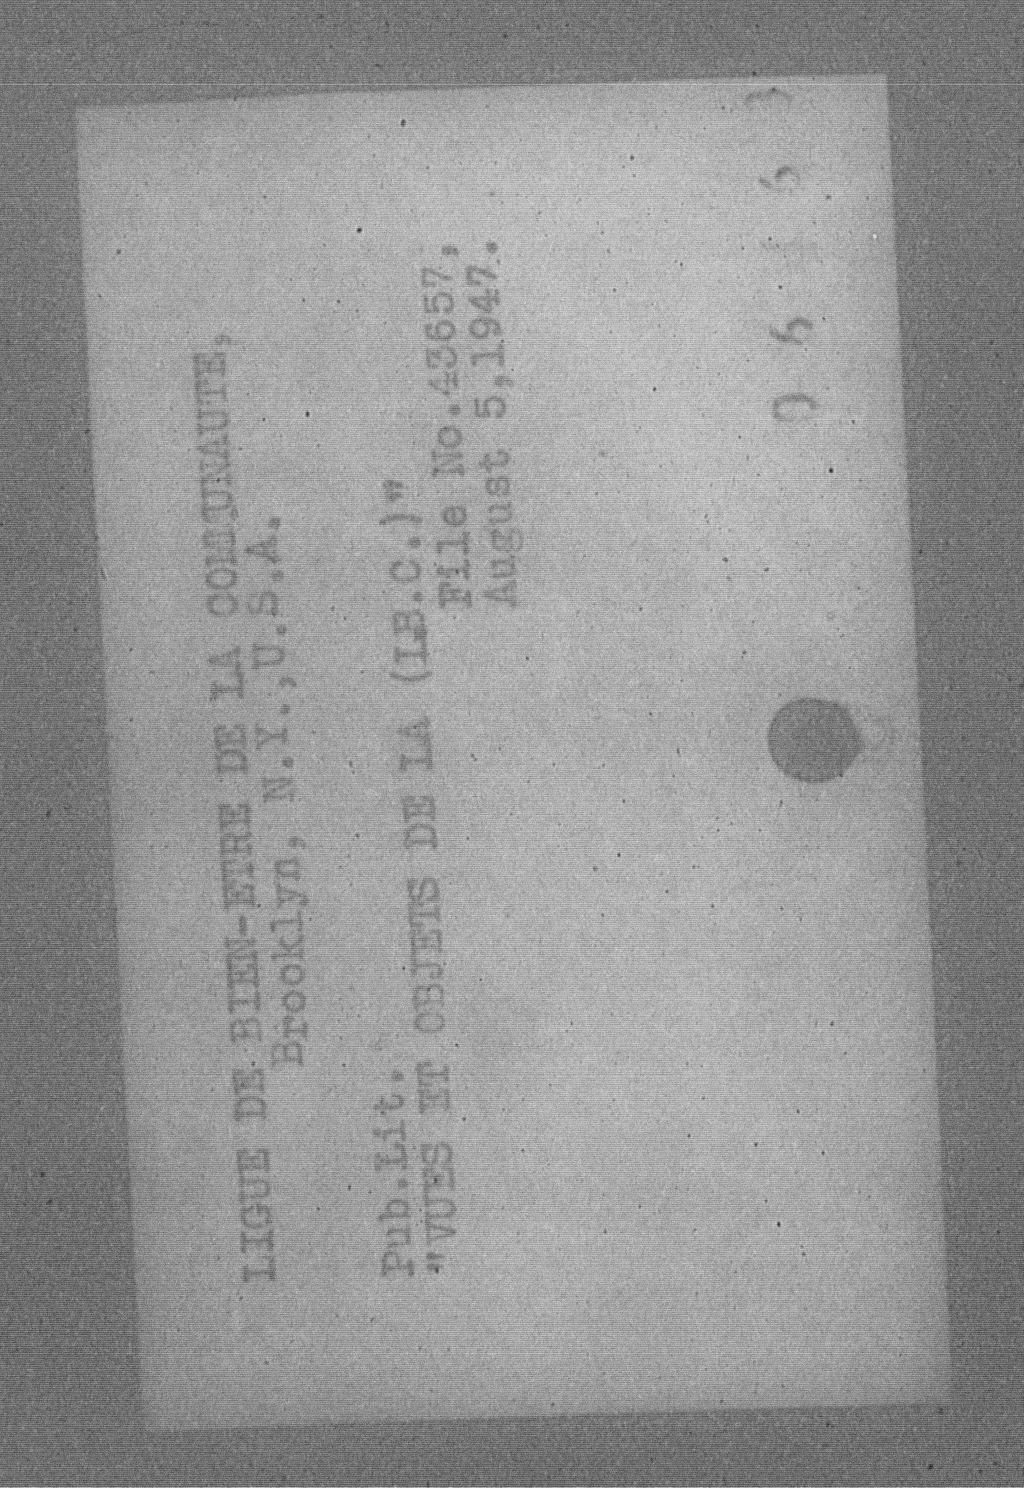 LIGUE DE BIEN-ETRE DE LA COMMUNAUTE,
Brooklyn, N.Y.,U.S.A.
Pub.Lit.
"VUES ET OBJETS DE LA (LB.C.)"
File No.43657,
August 5,1947.